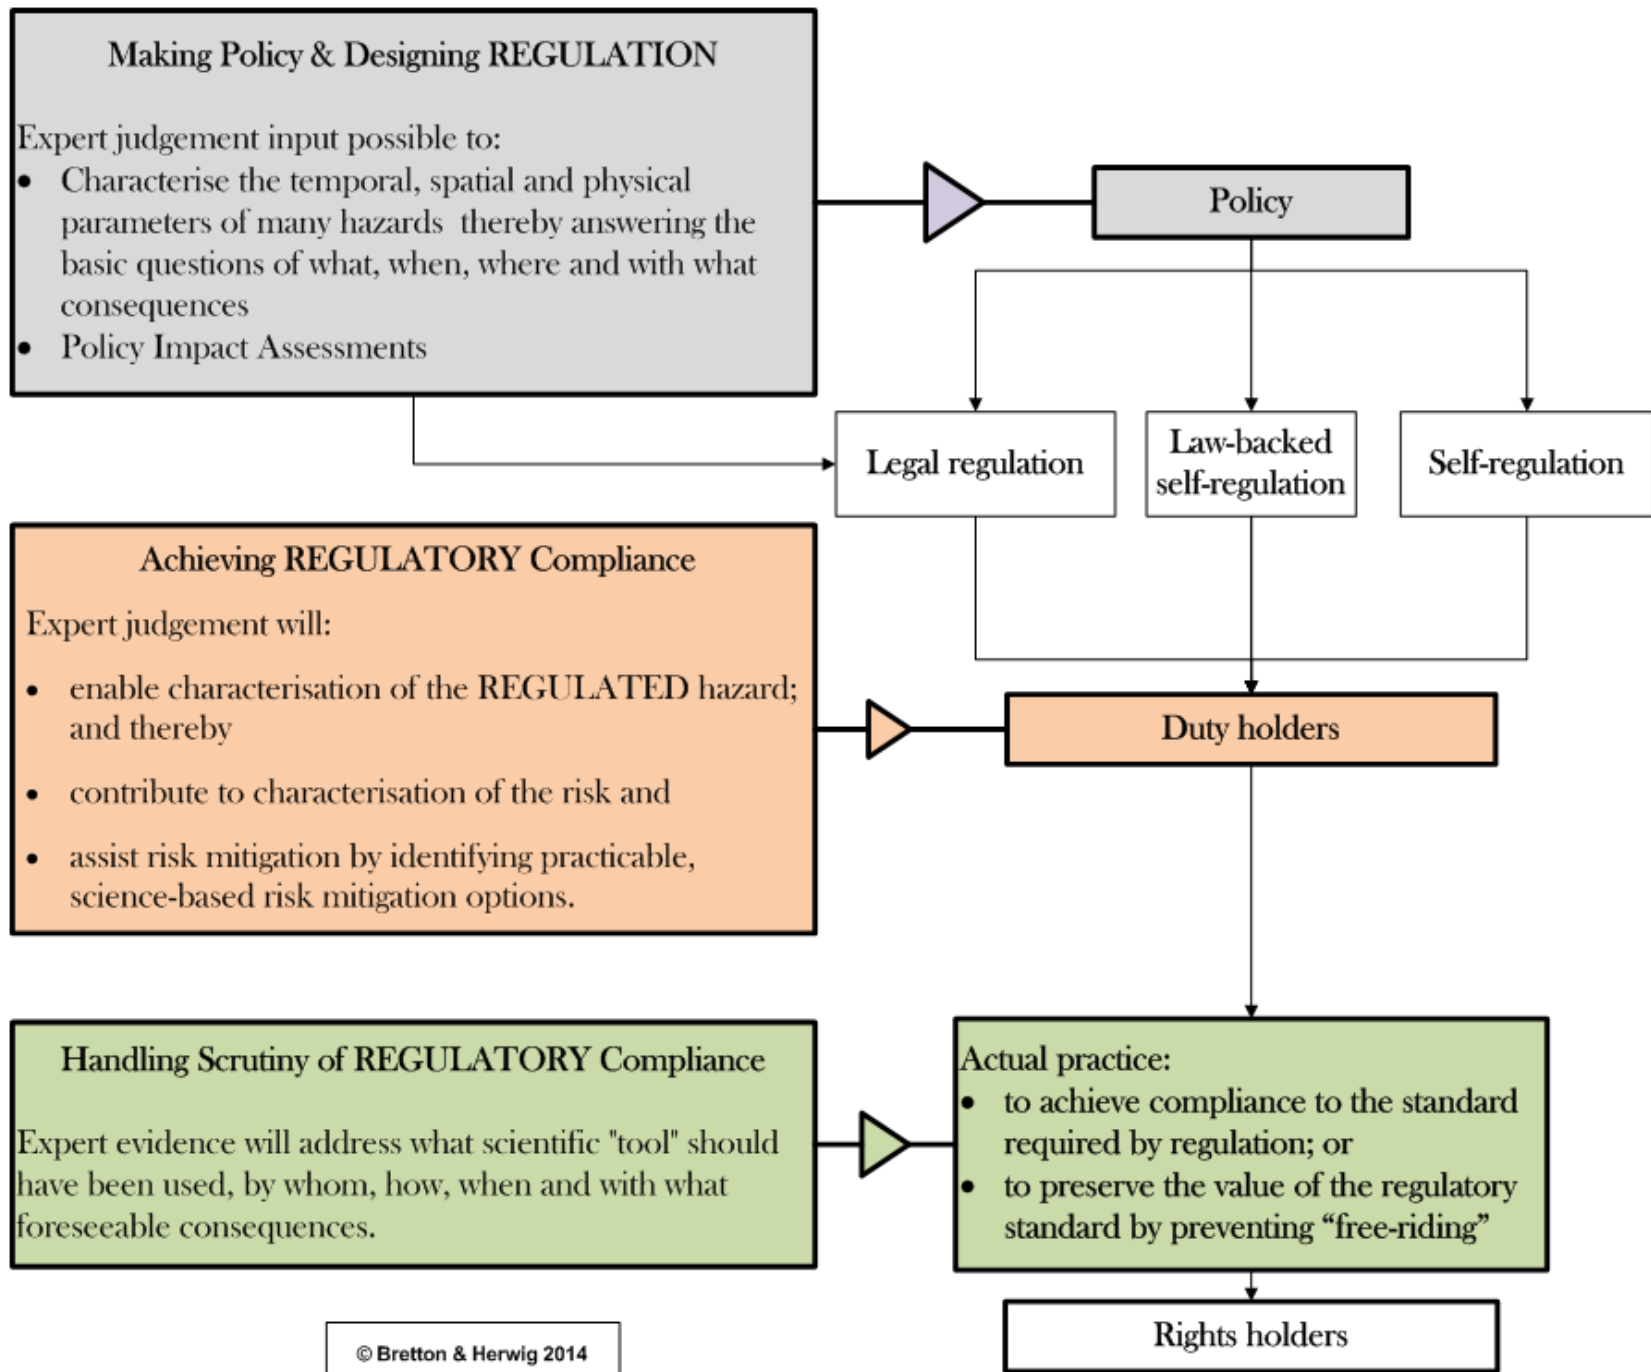 Making Policy & Designing REGULATION
Expert judgement input possible to:
• Characterise the temporal, spatial and physical
parameters of many hazards thereby answering the
basic questions of what, when, where and with what
consequences
• Policy Impact Assessments
Policy
Legal regulation
Law-backed
self-regulation
Self-regulation
Achieving REGULATORY Compliance
Expert judgement will:
• enable characterisation of the REGULATED hazard;
and thereby
• contribute to characterisation of the risk and
• assist risk mitigation by identifying practicable,
science-based risk mitigation options.
Duty holders
Handling Scrutiny of REGULATORY Compliance
Expert evidence will address what scientific "tool" should
have been used, by whom, how, when and with what
foreseeable consequences.
Actual practice:
• to achieve compliance to the standard
required by regulation; or
• to preserve the value of the regulatory
standard by preventing “free-riding”
Rights holders
© Bretton & Herwig 2014